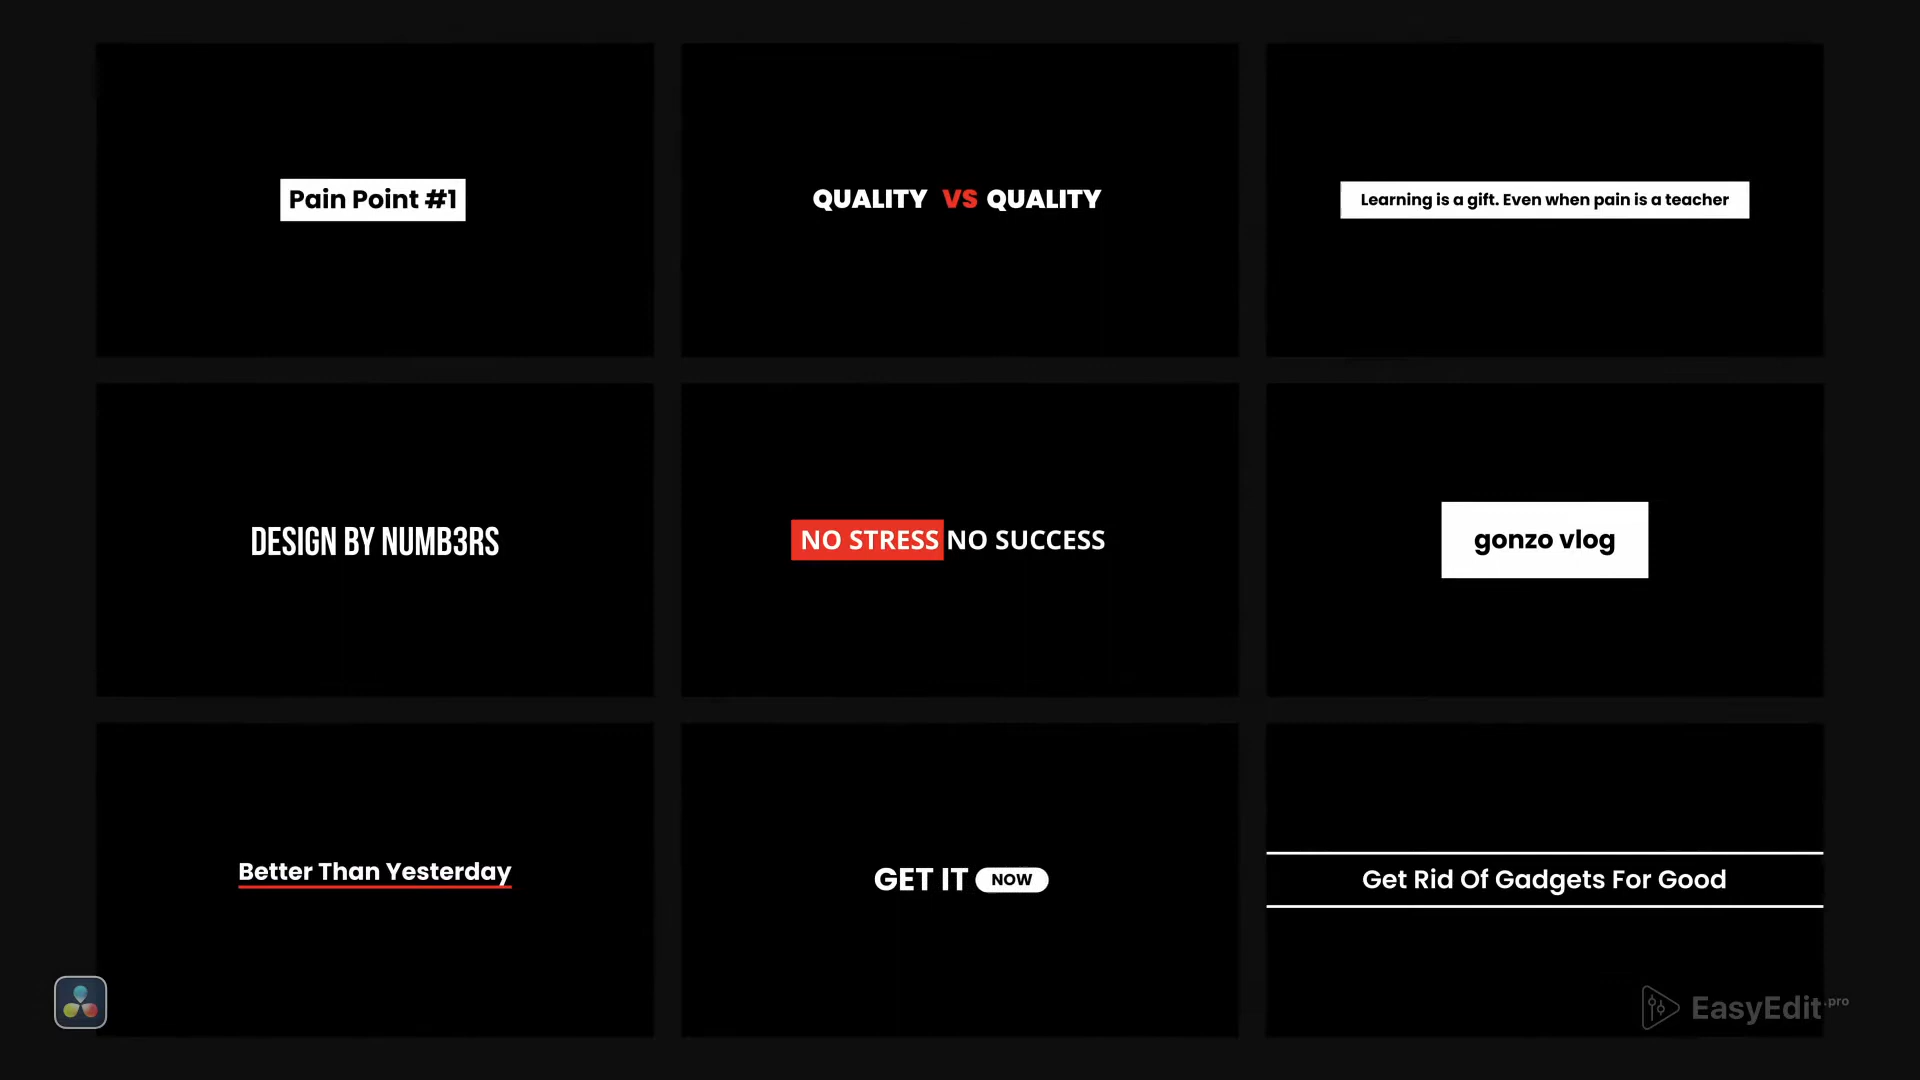 Pain Point #1
QUALITY VS QUALITY
Learning is a gift. Even when pain is a teacher
DESIGN BY NUMB3RS
NO STRESS NO SUCCESS
gonzo vlog
Better Than Yesterday
GET IT NOW
Get Rid Of Gadgets For Good
EasyEdit.pro